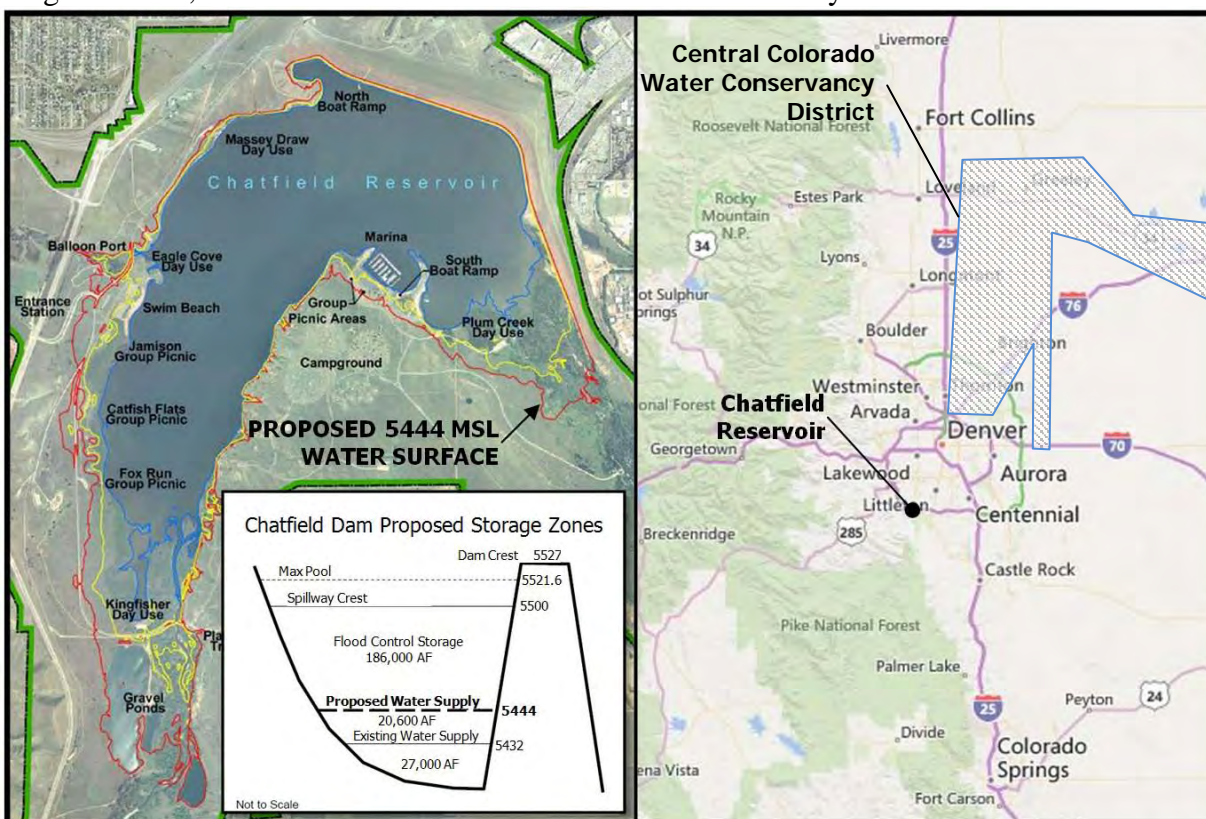 North
Boat Ramp
Massey Draw
Day Use
Chatfield Reservoir
Balloon Port
Eagle Cove
Day Use
Marina
South
Boat Ramp
Entrance
Station
Swim Beach
Group
Picnic Areas
Plum Creek
Day Use
Jamison
Group Picnic
Campground
Catfish Flats
Group Picnic
PROPOSED 5444 MSL
WATER SURFACE
Fox Run
Group Picnic
Kingfisher
Day Use
Gravel
Ponds
Chatfield Dam Proposed Storage Zones
Dam Crest 5527
Max Pool
5521.6
Spillway Crest
5500
Flood Control Storage
186,000 AF
Proposed Water Supply
5444
20,600 AF
Existing Water Supply
5432
27,000 AF
Not to Scale
Central Colorado
Water Conservancy
District
Livermore
Fort Collins
Roosevelt National Forest
Loveland
Greeley
Estes Park
Rocky
Mountain
N.P.
34
25
Lyons
Longmont
76
Boulder
Brighton
Westminster
Thornton
Arvada
Chatfield
Reservoir
Denver
Georgetown
70
Lakewood
Aurora
Littleton
Centennial
285
Breckenridge
Castle Rock
Pike National Forest
Palmer Lake
Peyton
24
25
Divide
Colorado
Springs
Fort Carson